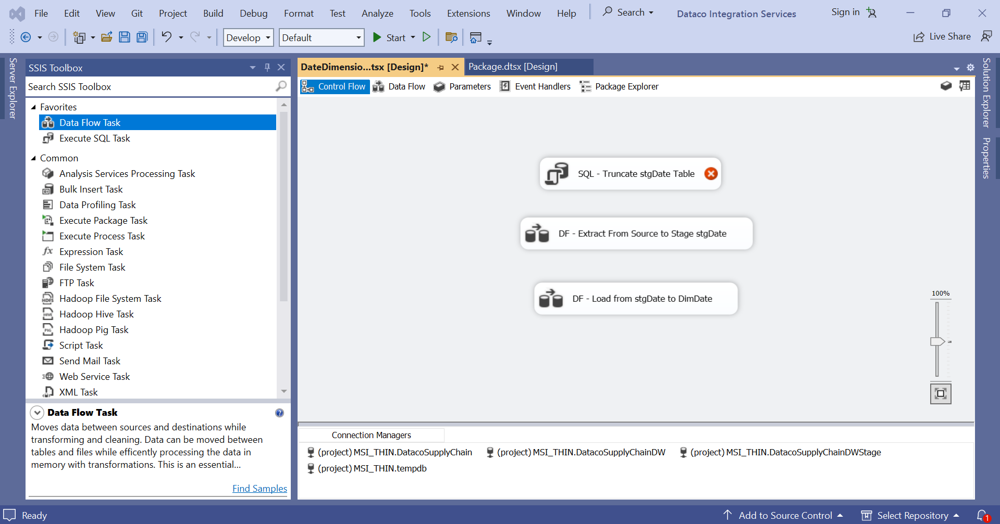 File Edit View Git Project Build Debug Format Test Analyze Tools Extensions Window Help Search Dataco Integration Services Sign in
Develop Default Start Live Share
Server Explorer
SSIS Toolbox
Search SSIS Toolbox
Favorites
Data Flow Task
Execute SQL Task
Common
Analysis Services Processing Task
Bulk Insert Task
Data Profiling Task
Execute Package Task
Execute Process Task
fx Expression Task
File System Task
FTP Task
HDFS Hadoop File System Task
HIVE Hadoop Hive Task
PIG Hadoop Pig Task
Script Task
Send Mail Task
Web Service Task
XML Task
Data Flow Task ?
Moves data between sources and destinations while
transforming and cleaning. Data can be moved between
tables and files while efficently processing the data in
memory with transformations. This is an essential...
Find Samples
DateDimensio...tsx [Design]* Package.dtsx [Design]
Control Flow Data Flow Parameters Event Handlers Package Explorer
SQL - Truncate stgDate Table
DF - Extract From Source to Stage stgDate
DF - Load from stgDate to DimDate
100%
Connection Managers
(project) MSI_THIN.DatacoSupplyChain (project) MSI_THIN.DatacoSupplyChainDW (project) MSI_THIN.DatacoSupplyChainDWStage
(project) MSI_THIN.tempdb
Solution Explorer
Properties
Ready Add to Source Control Select Repository 1